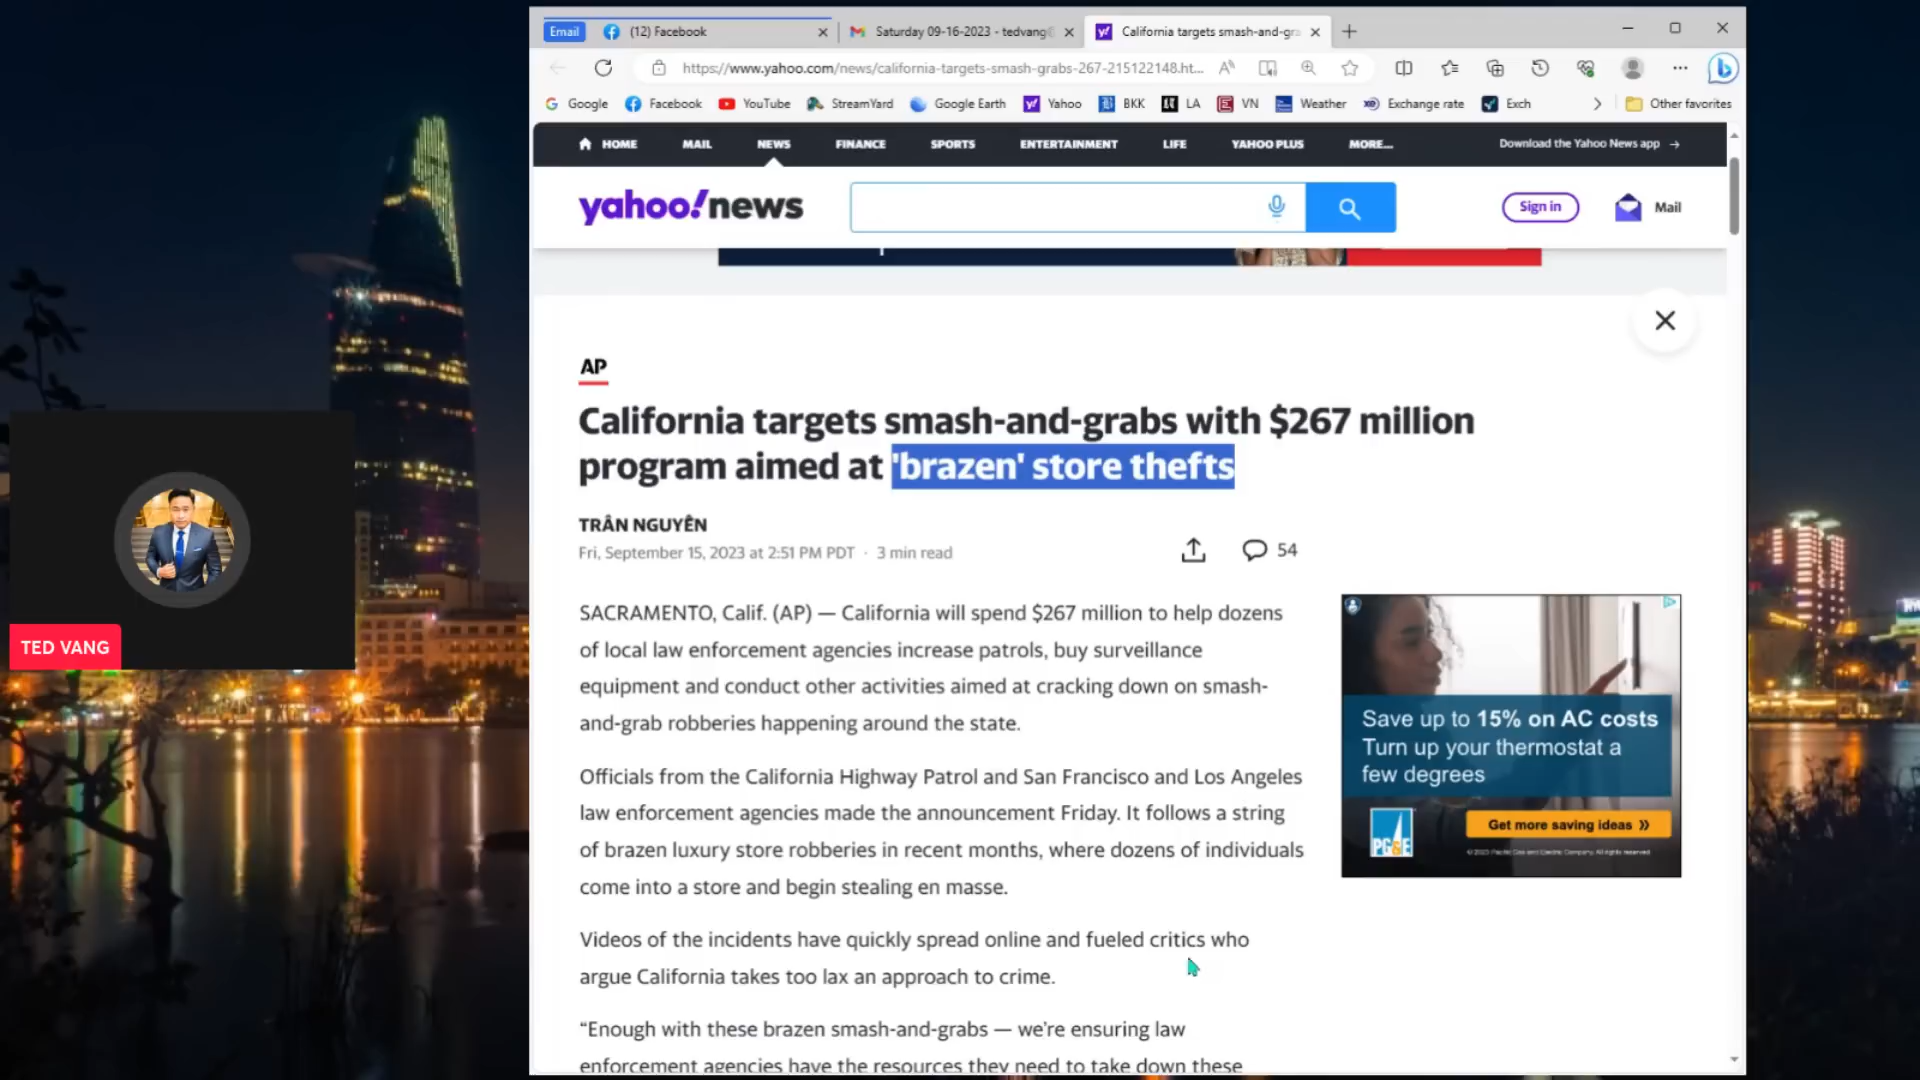 Email
(12) Facebook
Saturday 09-16-2023 - tedvang@
California targets smash-and-gra
https://www.yahoo.com/news/california-targets-smash-grabs-267-215122148.ht...
Google
Facebook
YouTube
StreamYard
Google Earth
Yahoo
BKK
LA
VN
Weather
Exchange rate
Exch
Other favorites
HOME
MAIL
NEWS
FINANCE
SPORTS
ENTERTAINMENT
LIFE
YAHOO PLUS
MORE...
Download the Yahoo News app →
yahoo!news
Sign in
Mail
AP
California targets smash-and-grabs with $267 million
program aimed at 'brazen' store thefts
TRÂN NGUYỄN
Fri, September 15, 2023 at 2:51 PM PDT · 3 min read
54
SACRAMENTO, Calif. (AP) — California will spend $267 million to help dozens
of local law enforcement agencies increase patrols, buy surveillance
equipment and conduct other activities aimed at cracking down on smash-
and-grab robberies happening around the state.
Officials from the California Highway Patrol and San Francisco and Los Angeles
law enforcement agencies made the announcement Friday. It follows a string
of brazen luxury store robberies in recent months, where dozens of individuals
come into a store and begin stealing en masse.
Videos of the incidents have quickly spread online and fueled critics who
argue California takes too lax an approach to crime.
“Enough with these brazen smash-and-grabs — we're ensuring law
enforcement agencies have the resources they need to take down these
Save up to 15% on AC costs
Turn up your thermostat a
few degrees
PG&E
Get more saving ideas »
© 2023 Pacific Gas and Electric Company. All rights reserved.
TED VANG